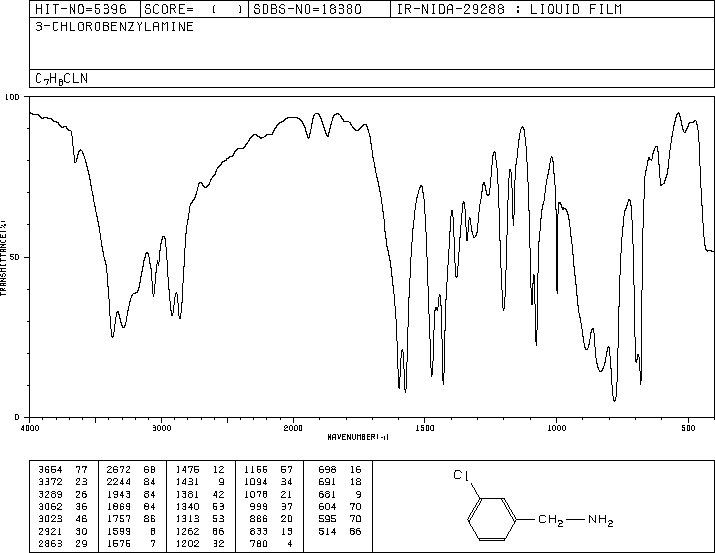 HIT-NO=5396 SCORE= ( ) SDBS-NO=18380 IR-NIDA-29288 : LIQUID FILM
3-CHLOROBENZYLAMINE
C7H8CLN
100
50
0
TRANSMITTANCE(%)
4000 3000 2000 1500 1000 500
WAVENUMBER(-1)
3664 77 2672 68 1476 12 1166 57 698 16
3372 23 2244 84 1431 9 1094 34 691 18
3289 26 1943 84 1381 42 1078 21 681 9
3062 36 1869 84 1340 53 999 37 604 70
3023 46 1757 86 1313 53 886 20 595 70
2921 30 1599 8 1262 66 833 13 514 86
2863 29 1576 7 1202 32 780 4
Cl
CH2 NH2